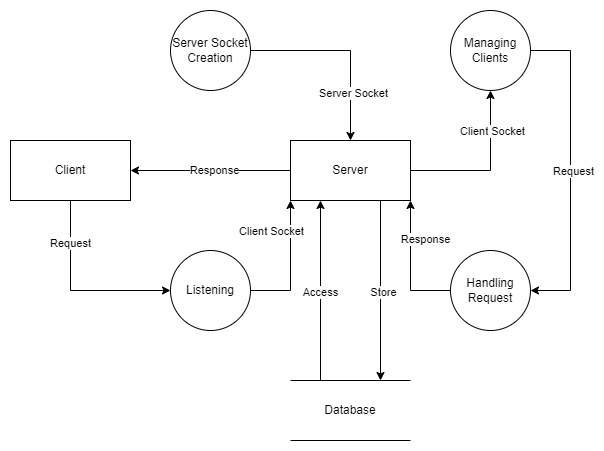 Server Socket
Creation
Managing
Clients
Server Socket
Client Socket
Client
Response
Server
Request
Request
Client Socket
Response
Listening
Access
Store
Handling
Request
Database